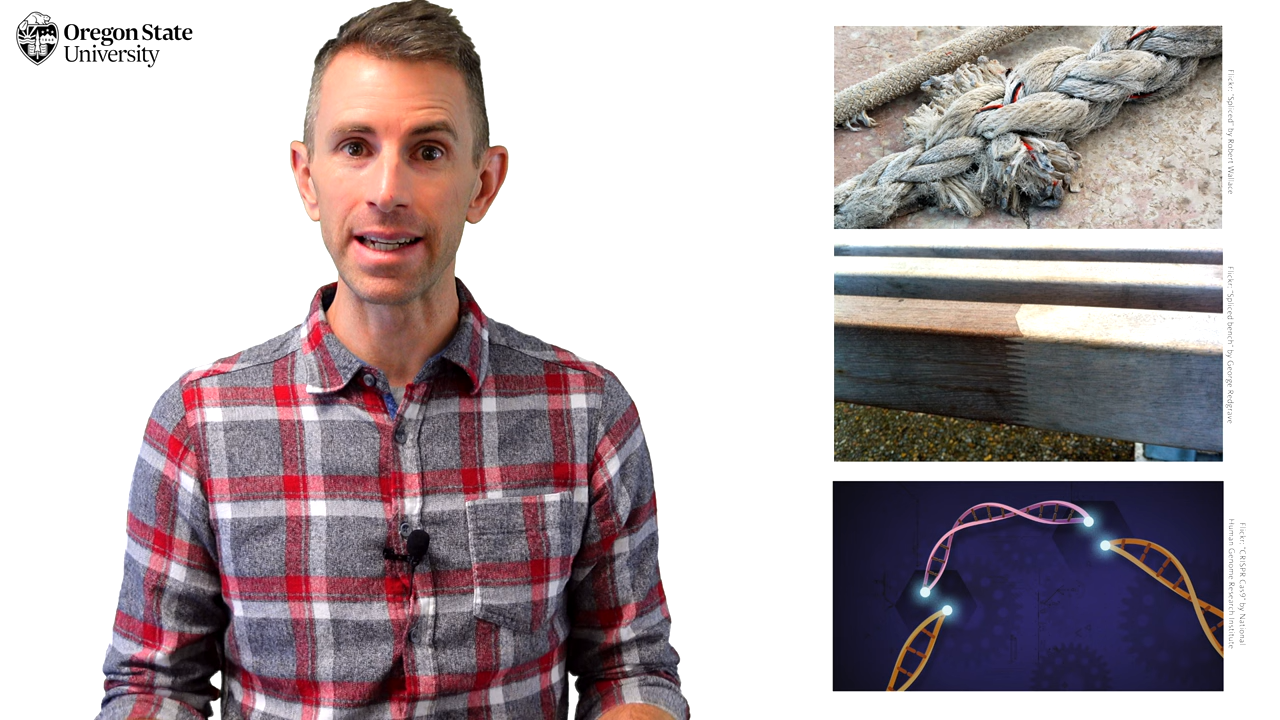 Oregon State
University
Flickr: "Spliced" by Robert Wallace
Flickr: "Spliced bench" by George Redgrave
Flickr: "CRISPR Cas9" by National
Human Genome Research Institute